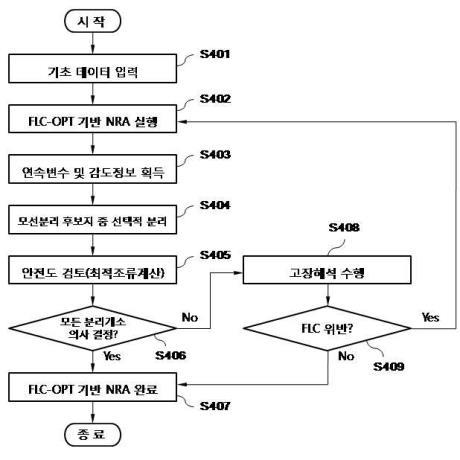 시 작
S401
기초 데이터 입력
S402
FLC-OPT 기반 NRA 실행
S403
연속변수 및 감도정보 획득
S404
모선분리 후보지 중 선택적 분리
S405
안전도 검토(최적조류계산)
S408
고장해석 수행
모든 분리개소
의사 결정?
No
S406
Yes
FLC 위반?
Yes
S409
No
FLC-OPT 기반 NRA 완료
S407
종 료